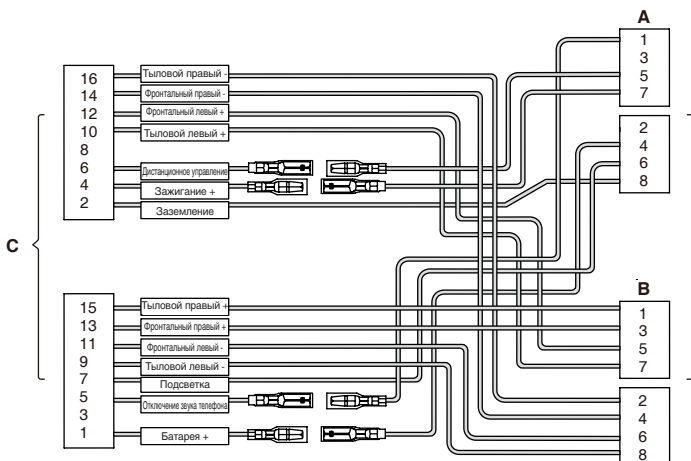 A
1
3
5
7
2
4
6
8
16 Тыловой правый -
14 Фронтальный правый -
12 Фронтальный левый +
10 Тыловой левый +
8
6 Дистанционное управление
4 Зажигание +
2 Заземление
C
15 Тыловой правый +
13 Фронтальный правый +
11 Фронтальный левый -
9 Тыловой левый -
7 Подсветка
5 Отключение звука телефона
3
1 Батарея +
B
1
3
5
7
2
4
6
8